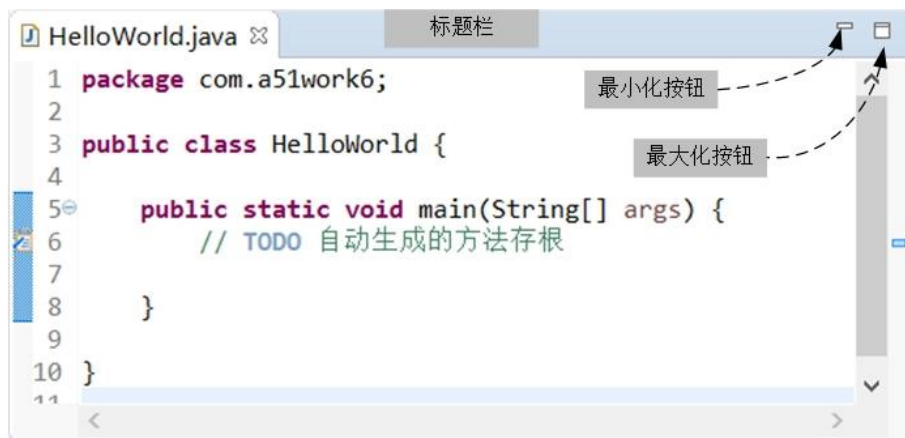 HelloWorld.java
标题栏
最小化按钮
最大化按钮
1 package com.a51work6;
2
3 public class HelloWorld {
4
5 public static void main(String[] args) {
6 // TODO 自动生成的方法存根
7
8 }
9
10 }
11